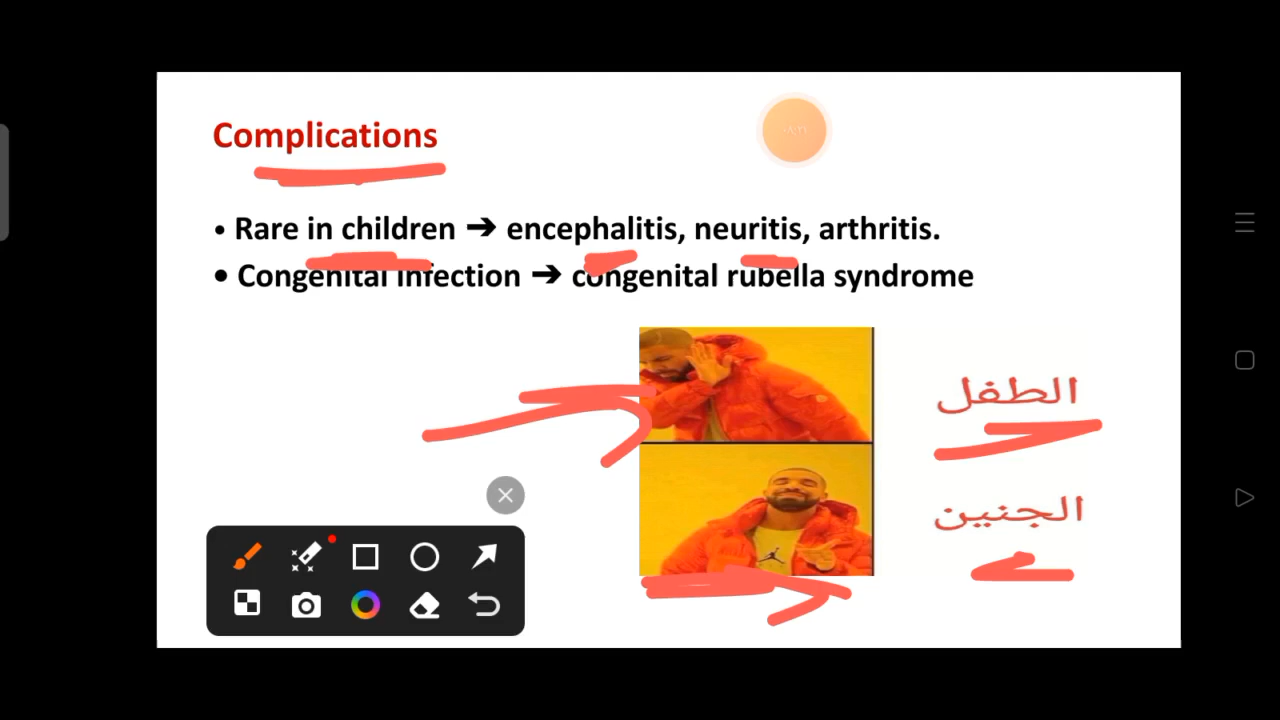 Complications
• Rare in children ➔ encephalitis, neuritis, arthritis.
• Congenital infection ➔ congenital rubella syndrome
الطفل
الجنين